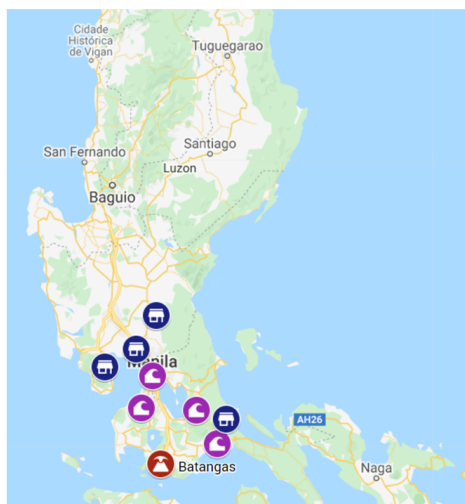 Cidade
Histórica
de Vigan
Tuguegarao
San Fernando
Santiago
Luzon
Baguio
Manila
AH26
Batangas
Naga